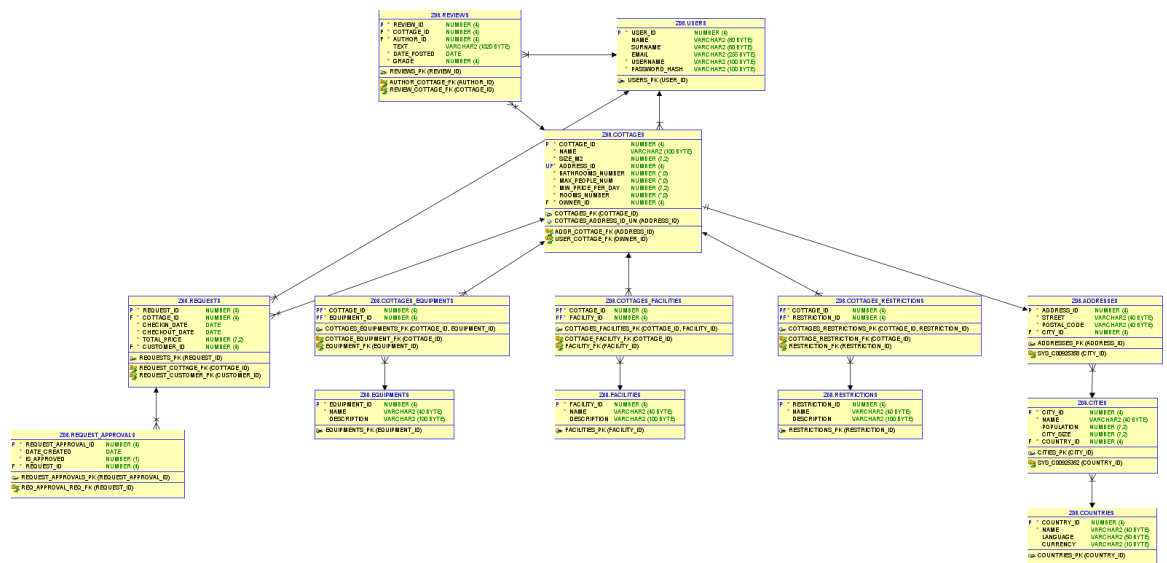 Z08.REVIEWS
P * REVIEW_ID NUMBER (4)
F * COTTAGE_ID NUMBER (4)
F * AUTHOR_ID NUMBER (4)
TEXT VARCHAR2 (1020 BYTE)
* DATE_POSTED DATE
* GRADE NUMBER (4)
REVIEWS_PK (REVIEW_ID)
AUTHOR_COTTAGE_FK (AUTHOR_ID)
REVIEW_COTTAGE_FK (COTTAGE_ID)
Z08.USERS
P * USER_ID NUMBER (4)
NAME VARCHAR2 (80 BYTE)
SURNAME VARCHAR2 (80 BYTE)
EMAIL VARCHAR2 (255 BYTE)
* USERNAME VARCHAR2 (100 BYTE)
* PASSWORD_HASH VARCHAR2 (100 BYTE)
USERS_PK (USER_ID)
Z08.COTTAGES
P * COTTAGE_ID NUMBER (4)
* NAME VARCHAR2 (100 BYTE)
* SIZE_M2 NUMBER (7,2)
UF * ADDRESS_ID NUMBER (4)
* BATHROOMS_NUMBER NUMBER (*,0)
* MAX_PEOPLE_NUM NUMBER (*,0)
* MIN_PRICE_PER_DAY NUMBER (7,2)
* ROOMS_NUMBER NUMBER (*,0)
F * OWNER_ID NUMBER (4)
COTTAGES_PK (COTTAGE_ID)
COTTAGES_ADDRESS_ID_UN (ADDRESS_ID)
ADDR_COTTAGE_FK (ADDRESS_ID)
USER_COTTAGE_FK (OWNER_ID)
Z08.REQUESTS
P * REQUEST_ID NUMBER (4)
F * COTTAGE_ID NUMBER (4)
* CHECKIN_DATE DATE
* CHECKOUT_DATE DATE
* TOTAL_PRICE NUMBER (7,2)
F * CUSTOMER_ID NUMBER (4)
REQUESTS_PK (REQUEST_ID)
REQUEST_COTTAGE_FK (COTTAGE_ID)
REQUEST_CUSTOMER_FK (CUSTOMER_ID)
Z08.COTTAGES_EQUIPMENTS
PF * COTTAGE_ID NUMBER (4)
PF * EQUIPMENT_ID NUMBER (4)
COTTAGES_EQUIPMENTS_PK (COTTAGE_ID, EQUIPMENT_ID)
COTTAGE_EQUIPMENT_FK (COTTAGE_ID)
EQUIPMENT_FK (EQUIPMENT_ID)
Z08.COTTAGES_FACILITIES
PF * COTTAGE_ID NUMBER (4)
PF * FACILITY_ID NUMBER (4)
COTTAGES_FACILITIES_PK (COTTAGE_ID, FACILITY_ID)
COTTAGE_FACILITY_FK (COTTAGE_ID)
FACILITY_FK (FACILITY_ID)
Z08.COTTAGES_RESTRICTIONS
PF * COTTAGE_ID NUMBER (4)
PF * RESTRICTION_ID NUMBER (4)
COTTAGES_RESTRICTIONS_PK (COTTAGE_ID, RESTRICTION_ID)
COTTAGE_RESTRICTION_FK (COTTAGE_ID)
RESTRICTION_FK (RESTRICTION_ID)
Z08.ADDRESSES
P * ADDRESS_ID NUMBER (4)
* STREET VARCHAR2 (40 BYTE)
* POSTAL_CODE VARCHAR2 (40 BYTE)
F * CITY_ID NUMBER (4)
ADDRESSES_PK (ADDRESS_ID)
(CITY_ID)
Z08.EQUIPMENTS
P * EQUIPMENT_ID NUMBER (4)
* NAME VARCHAR2 (40 BYTE)
DESCRIPTION VARCHAR2 (100 BYTE)
EQUIPMENTS_PK (EQUIPMENT_ID)
Z08.FACILITIES
P * FACILITY_ID NUMBER (4)
* NAME VARCHAR2 (40 BYTE)
DESCRIPTION VARCHAR2 (100 BYTE)
FACILITIES_PK (FACILITY_ID)
Z08.RESTRICTIONS
P * RESTRICTION_ID NUMBER (4)
* NAME VARCHAR2 (40 BYTE)
DESCRIPTION VARCHAR2 (100 BYTE)
RESTRICTIONS_PK (RESTRICTION_ID)
Z08.CITIES
P * CITY_ID NUMBER (4)
* NAME VARCHAR2 (40 BYTE)
POPULATION NUMBER (7,2)
CITY_SIZE NUMBER (7,2)
F * COUNTRY_ID NUMBER (4)
CITIES_PK (CITY_ID)
(COUNTRY_ID)
Z08.REQUEST_APPROVALS
P * REQUEST_APPROVAL_ID NUMBER (4)
* DATE_CREATED DATE
* IS_APPROVED NUMBER (1)
F * REQUEST_ID NUMBER (4)
REQUEST_APPROVALS_PK (REQUEST_APPROVAL_ID)
REQ_APPROVAL_REQ_FK (REQUEST_ID)
Z08.COUNTRIES
P * COUNTRY_ID NUMBER (4)
* NAME VARCHAR2 (40 BYTE)
LANGUAGE VARCHAR2 (50 BYTE)
CURRENCY VARCHAR2 (10 BYTE)
COUNTRIES_PK (COUNTRY_ID)